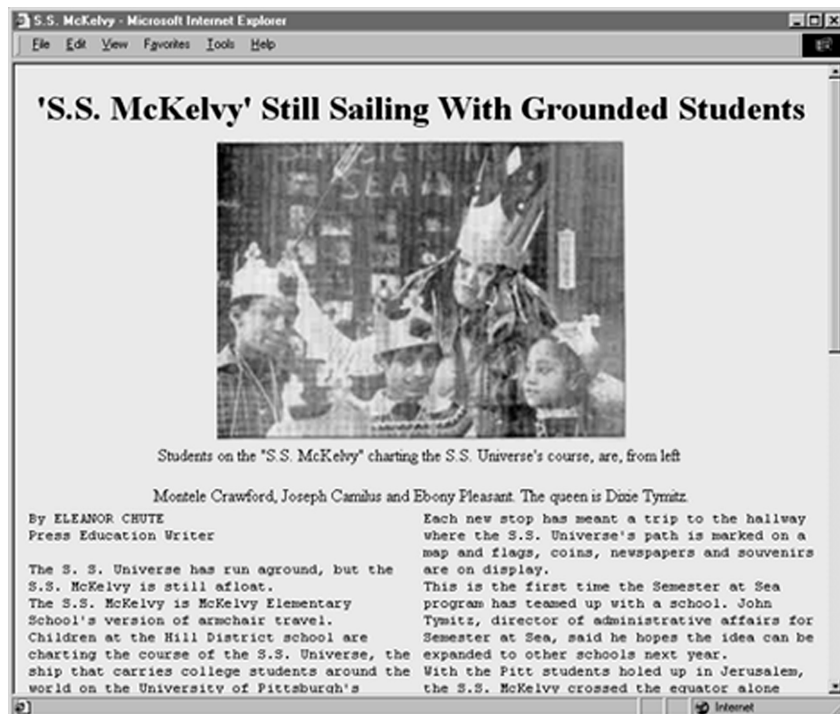 S.S. McKelvy - Microsoft Internet Explorer
File Edit View Favorites Tools Help
'S.S. McKelvy' Still Sailing With Grounded Students
SEMESTER
SEA
Students on the "S.S. McKelvy" charting the S.S. Universe's course, are, from left
Montele Crawford, Joseph Camilus and Ebony Pleasant. The queen is Dixie Tymitz.
By ELEANOR CHUTE
Press Education Writer
The S. S. Universe has run aground, but the
S.S. McKelvy is still afloat.
The S.S. McKelvy is McKelvy Elementary
School's version of armchair travel.
Children at the Hill District school are
charting the course of the S.S. Universe, the
ship that carries college students around the
world on the University of Pittsburgh's
Each new stop has meant a trip to the hallway
where the S.S. Universe's path is marked on a
map and flags, coins, newspapers and souvenirs
are on display.
This is the first time the Semester at Sea
program has teamed up with a school. John
Tymitz, director of administrative affairs for
Semester at Sea, said he hopes the idea can be
expanded to other schools next year.
With the Pitt students holed up in Jerusalem,
the S.S. McKelvy crossed the equator alone
Internet